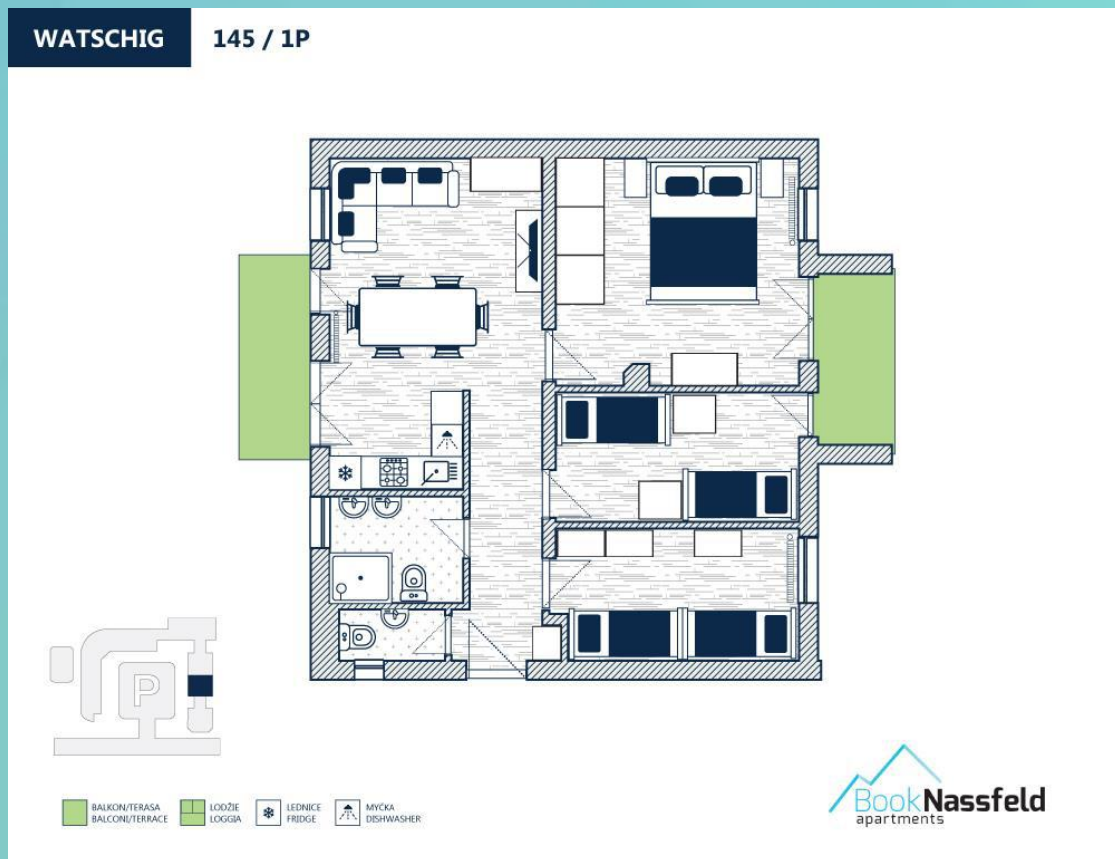 WATSCHIG
145 / 1P
P
BALKON/TERASA
BALCONI/TERRACE
LODŽIE
LOGGIA
LEDNICE
FRIDGE
MYČKA
DISHWASHER
BookNassfeld
apartments